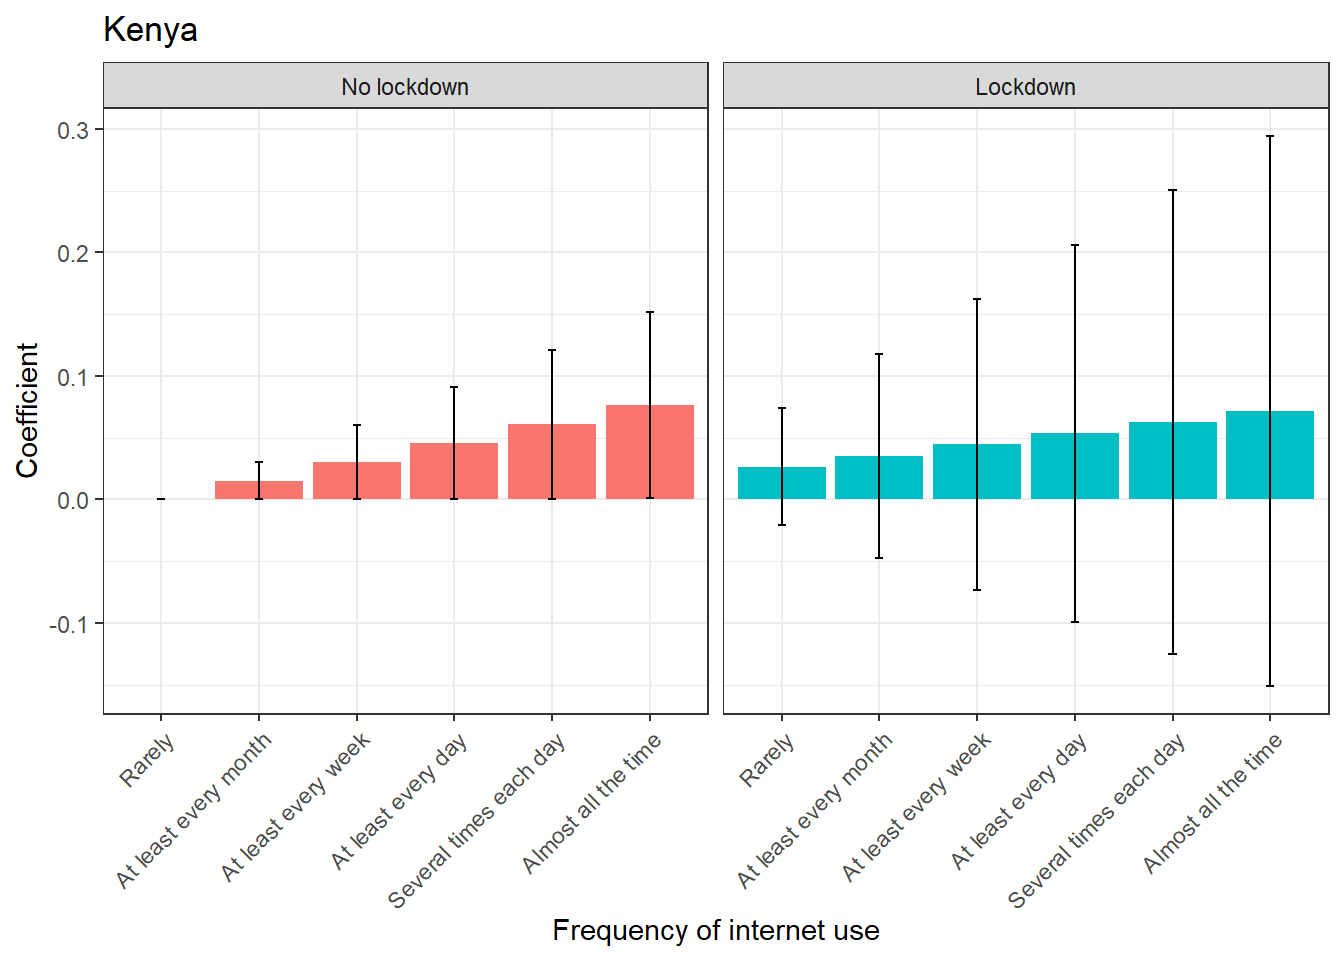 Kenya
No lockdown
Lockdown
0.3
0.2
0.1
0.0
-0.1
Coefficient
Rarely
At least every month
At least every week
At least every day
Several times each day
Almost all the time
Rarely
At least every month
At least every week
At least every day
Several times each day
Almost all the time
Frequency of internet use